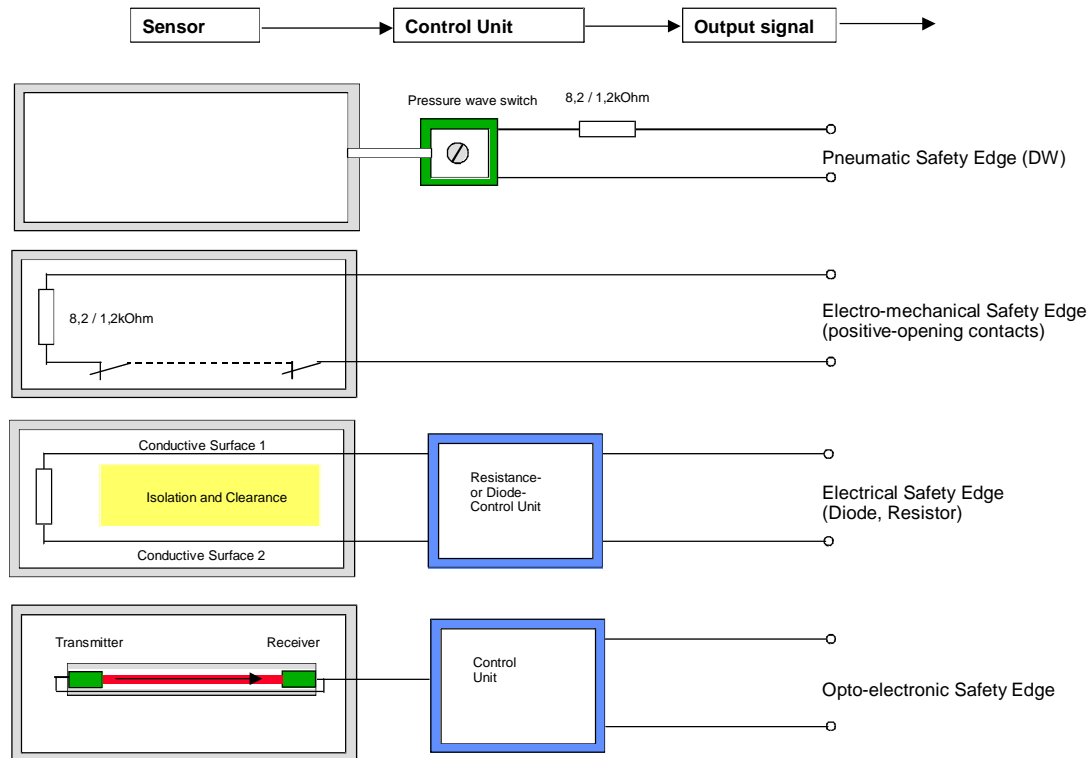 Sensor
Control Unit
Output signal
Pressure wave switch
8,2 / 1,2kOhm
Pneumatic Safety Edge (DW)
8,2 / 1,2kOhm
Electro-mechanical Safety Edge
(positive-opening contacts)
Conductive Surface 1
Isolation and Clearance
Conductive Surface 2
Resistance-
or Diode-
Control Unit
Electrical Safety Edge
(Diode, Resistor)
Transmitter
Receiver
Control
Unit
Opto-electronic Safety Edge